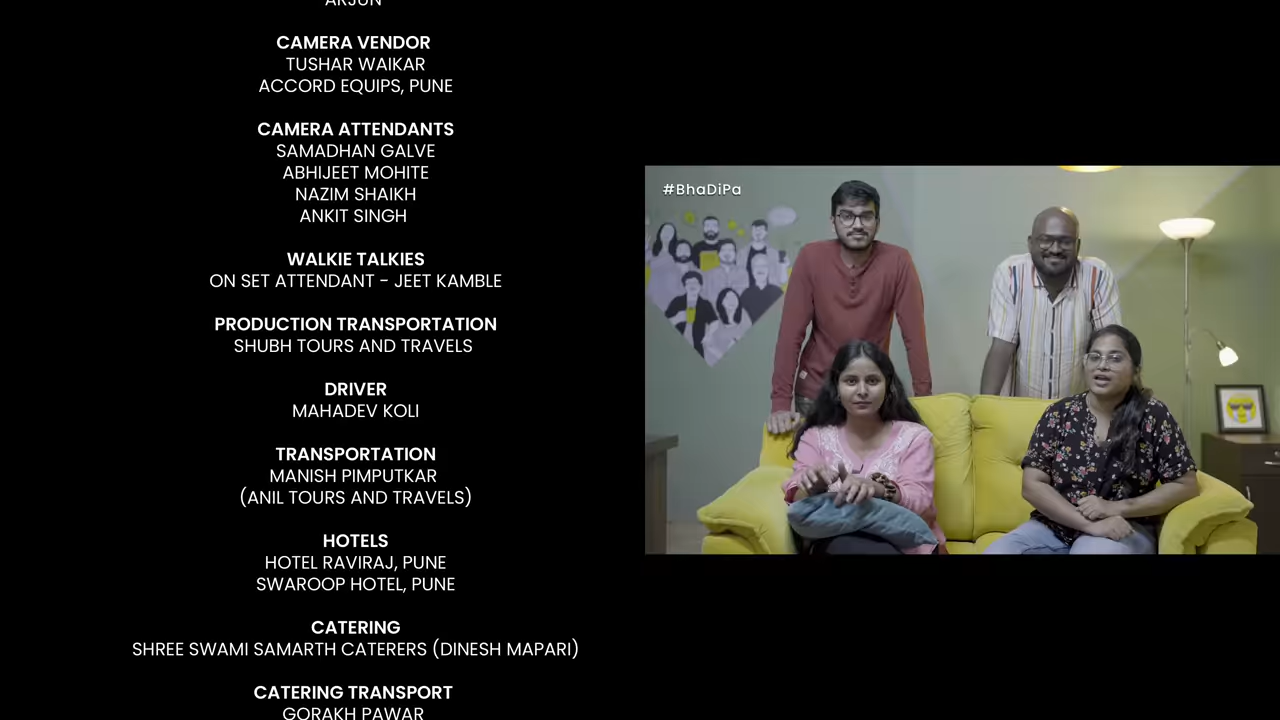 ARJUN
CAMERA VENDOR
TUSHAR WAIKAR
ACCORD EQUIPS, PUNE
CAMERA ATTENDANTS
SAMADHAN GALVE
ABHIJEET MOHITE
NAZIM SHAIKH
ANKIT SINGH
WALKIE TALKIES
ON SET ATTENDANT - JEET KAMBLE
PRODUCTION TRANSPORTATION
SHUBH TOURS AND TRAVELS
DRIVER
MAHADEV KOLI
TRANSPORTATION
MANISH PIMPUTKAR
(ANIL TOURS AND TRAVELS)
HOTELS
HOTEL RAVIRAJ, PUNE
SWAROOP HOTEL, PUNE
CATERING
SHREE SWAMI SAMARTH CATERERS (DINESH MAPARI)
CATERING TRANSPORT
GORAKH PAWAR
#BhaDiPa